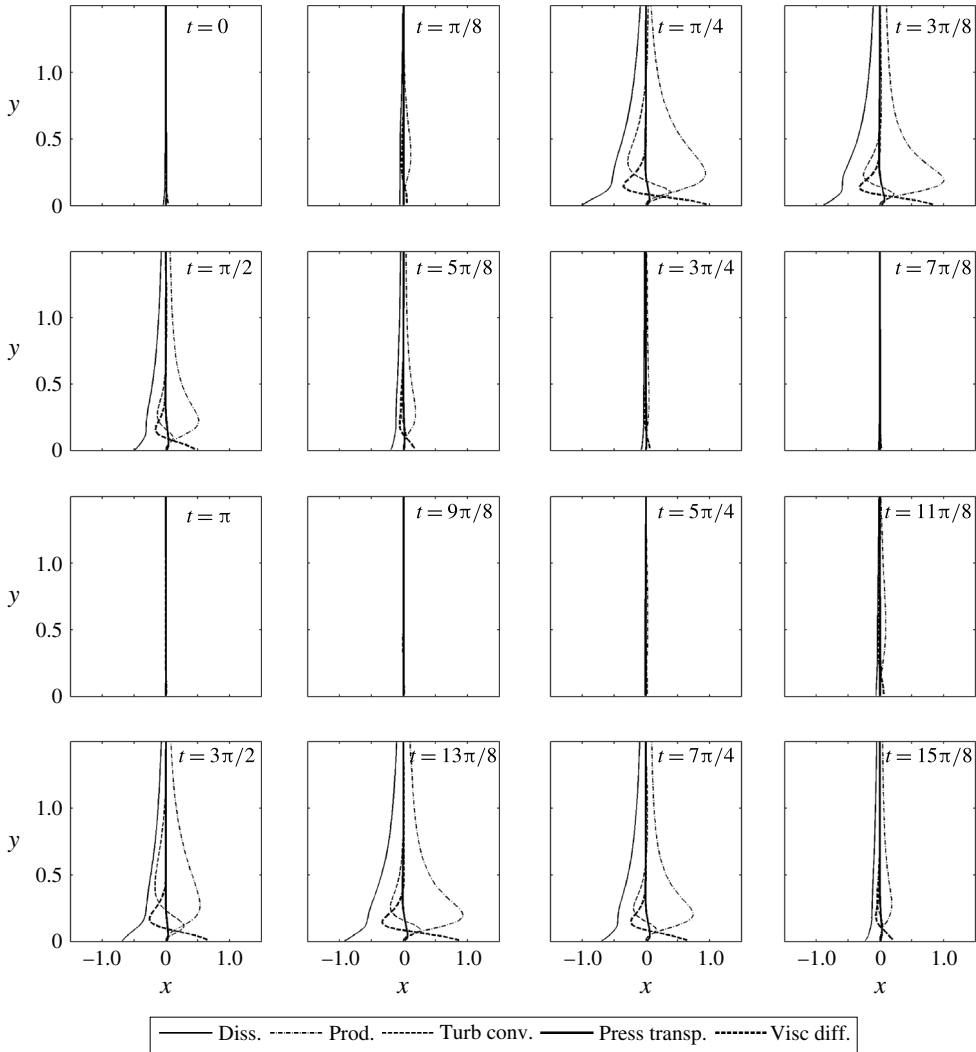 t = 0
t = π/8
t = π/4
t = 3π/8
1.0
y
0.5
0
t = π/2
t = 5π/8
t = 3π/4
t = 7π/8
1.0
y
0.5
0
t = π
t = 9π/8
t = 5π/4
t = 11π/8
1.0
y
0.5
0
t = 3π/2
t = 13π/8
t = 7π/4
t = 15π/8
1.0
y
0.5
0
–1.0 0 1.0
–1.0 0 1.0
–1.0 0 1.0
–1.0 0 1.0
x
x
x
x
Diss. Prod. Turb conv. Press transp. Visc diff.